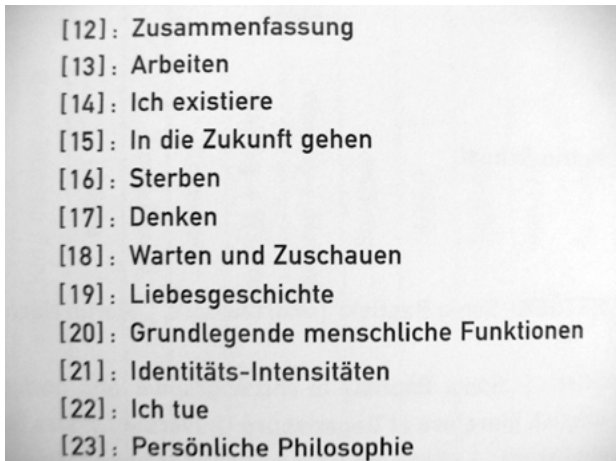 [12]: Zusammenfassung
[13]: Arbeiten
[14]: Ich existiere
[15]: In die Zukunft gehen
[16]: Sterben
[17]: Denken
[18]: Warten und Zuschauen
[19]: Liebesgeschichte
[20]: Grundlegende menschliche Funktionen
[21]: Identitäts-Intensitäten
[22]: Ich tue
[23]: Persönliche Philosophie